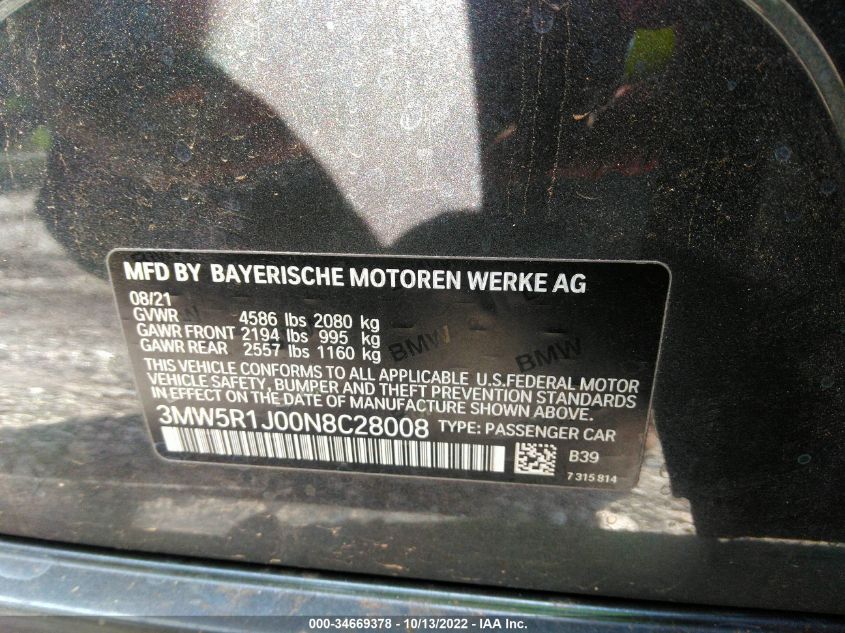 MFD BY BAYERISCHE MOTOREN WERKE AG
08/21
GVWR 4586 lbs 2080 kg
GAWR FRONT 2194 lbs 995 kg
GAWR REAR 2557 lbs 1160 kg
BMW BMW
THIS VEHICLE CONFORMS TO ALL APPLICABLE U.S.FEDERAL MOTOR
VEHICLE SAFETY, BUMPER AND THEFT PREVENTION STANDARDS
IN EFFECT ON THE DATE OF MANUFACTURE SHOWN ABOVE.
3MW5R1J00N8C28008 TYPE: PASSENGER CAR
B39
7 315 814
000-34669378 - 10/13/2022 - IAA Inc.